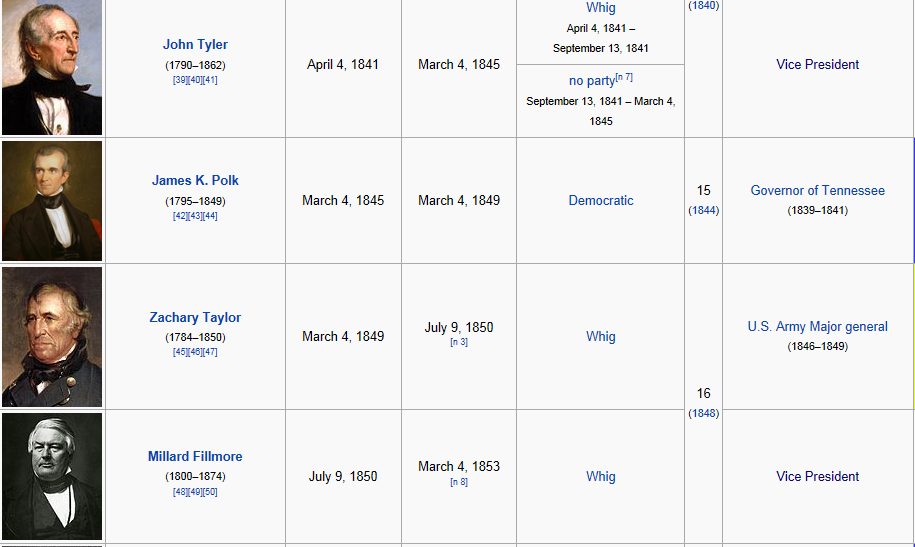 Whig
April 4, 1841 –
September 13, 1841
(1840)
John Tyler
(1790–1862)
[39][40][41]
April 4, 1841
March 4, 1845
no party[n 7]
September 13, 1841 – March 4,
1845
Vice President
James K. Polk
(1795–1849)
[42][43][44]
March 4, 1845
March 4, 1849
Democratic
15
(1844)
Governor of Tennessee
(1839–1841)
Zachary Taylor
(1784–1850)
[45][46][47]
March 4, 1849
July 9, 1850
[n 3]
Whig
U.S. Army Major general
(1846–1849)
16
(1848)
Millard Fillmore
(1800–1874)
[48][49][50]
July 9, 1850
March 4, 1853
[n 8]
Whig
Vice President